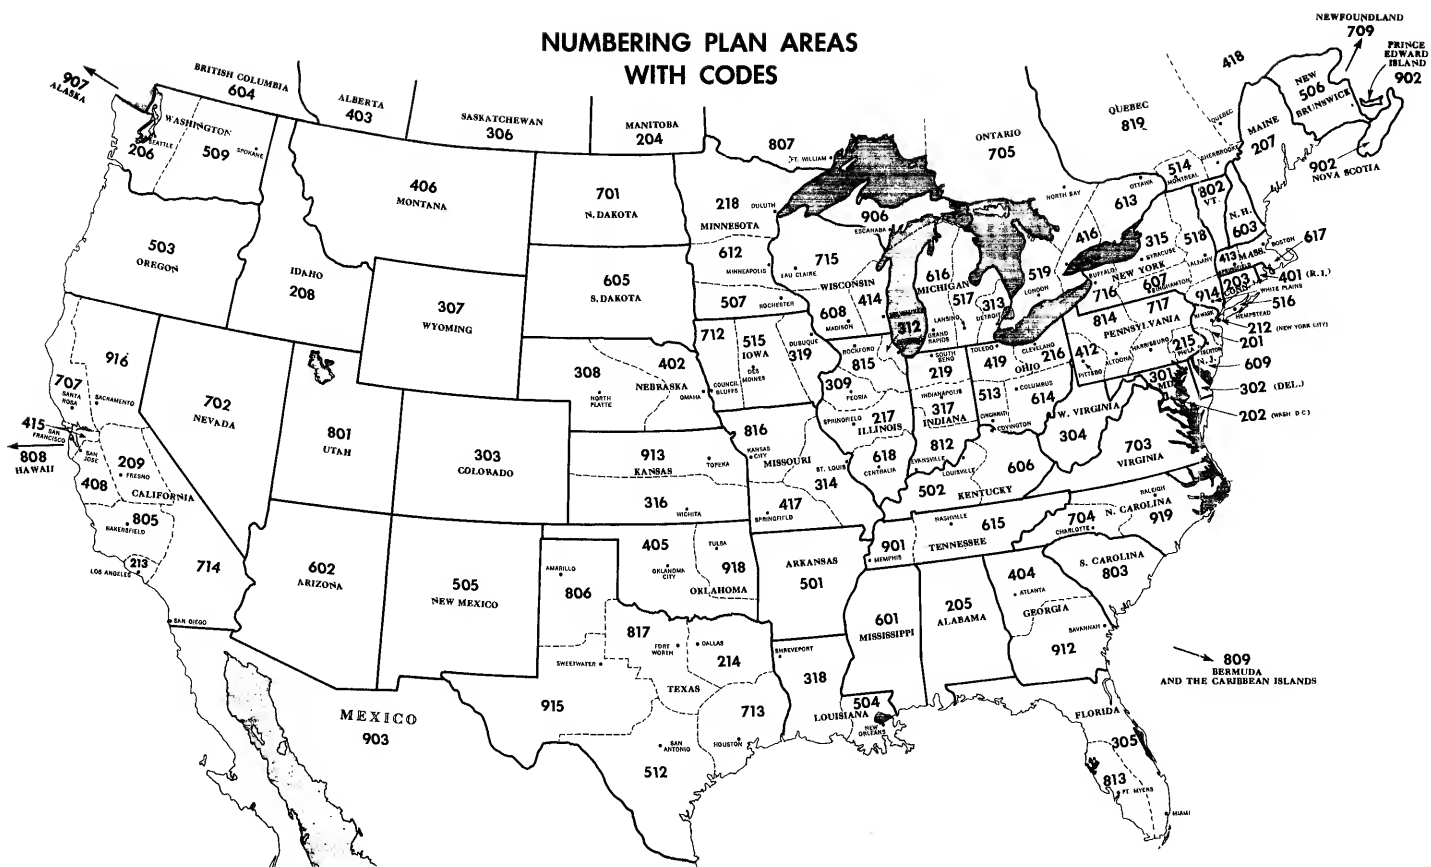 NUMBERING PLAN AREAS
WITH CODES
NEWFOUNDLAND
709
PRINCE
EDWARD
ISLAND
902
907
ALASKA
BRITISH COLUMBIA
604
ALBERTA
403
SASKATCHEWAN
306
MANITOBA
204
807
FT. WILLIAM
ONTARIO
705
QUEBEC
819
418
QUEBEC
NEW
506
BRUNSWICK
MAINE
207
902
NOVA SCOTIA
WASHINGTON
SEATTLE
206
509
SPOKANE
406
MONTANA
701
N. DAKOTA
218
DULUTH
MINNESOTA
612
MINNEAPOLIS
507
ROCHESTER
906
ESCANABA
NORTH BAY
OTTAWA
613
514
MONTREAL
SHERBROOKE
802
VT.
N.H.
603
416
519
LONDON
315
SYRACUSE
518
ALBANY
BUFFALO
NEW YORK
716
607
BINGHAMTON
413
MASS.
SPRINGFIELD
BOSTON
617
401 (R.I.)
203
CONN.
WHITE PLAINS
914
516
HEMPSTEAD
NEWARK
212 (NEW YORK CITY)
201
609
302 (DEL.)
202 (WASH D C)
503
OREGON
IDAHO
208
307
WYOMING
605
S. DAKOTA
715
EAU CLAIRE
WISCONSIN
414
MILWAUKEE
608
MADISON
616
MICHIGAN
517
LANSING
313
DETROIT
GRAND
RAPIDS
312
814
717
PENNSYLVANIA
412
PITTSBG
ALTOONA
HARRISBURG
215
PHILA
TRENTON
N. J.
301
MD.
916
707
SANTA
ROSA
SACRAMENTO
415
SAN
FRANCISCO
808
HAWAII
SAN
JOSE
209
FRESNO
408
CALIFORNIA
805
BAKERSFIELD
213
LOS ANGELES
714
SAN DIEGO
702
NEVADA
801
UTAH
303
COLORADO
308
NORTH
PLATTE
402
NEBRASKA
OMAHA
712
COUNCIL
BLUFFS
515
IOWA
DES
MOINES
DUBUQUE
319
ROCKFORD
815
309
PEORIA
SPRINGFIELD
217
ILLINOIS
618
CENTRALIA
SOUTH
BEND
219
INDIANAPOLIS
317
INDIANA
812
EVANSVILLE
TOLEDO
419
CLEVELAND
216
OHIO
513
COLUMBUS
614
CINCINNATI
COVINGTON
W. VIRGINIA
304
703
VIRGINIA
913
KANSAS
TOPEKA
316
WICHITA
816
KANSAS
CITY
MISSOURI
ST. LOUIS
314
417
SPRINGFIELD
LOUISVILLE
606
502
KENTUCKY
NASHVILLE
615
TENNESSEE
901
MEMPHIS
704
CHARLOTTE
RALEIGH
N. CAROLINA
919
S. CAROLINA
803
602
ARIZONA
505
NEW MEXICO
405
OKLAHOMA
CITY
TULSA
918
OKLAHOMA
ARKANSAS
501
AMARILLO
806
817
FORT
WORTH
DALLAS
214
SWEETWATER
TEXAS
915
713
HOUSTON
SAN
ANTONIO
512
SHREVEPORT
318
LOUISIANA
504
NEW
ORLEANS
601
MISSISSIPPI
205
ALABAMA
404
ATLANTA
GEORGIA
SAVANNAH
912
FLORIDA
305
813
FT MYERS
MIAMI
809
BERMUDA
AND THE CARIBBEAN ISLANDS
MEXICO
903